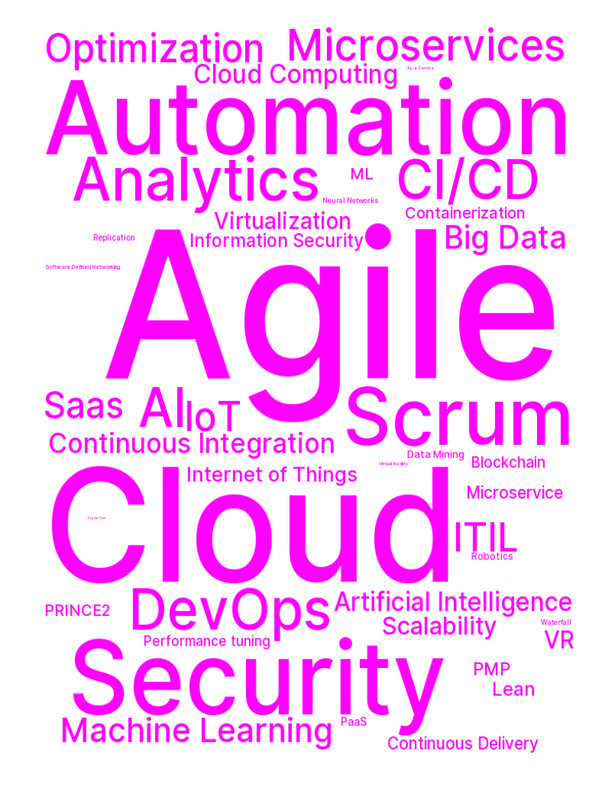 Optimization
Microservices
Cloud Computing
Automation
Analytics
ML
CI/CD
Neural Networks
Containerization
Virtualization
Replication
Information Security
Big Data
Software Defined Networking
Agile
Saas
AI
IoT
Scrum
Continuous Integration
Data Mining
Blockchain
Virtual Reality
Internet of Things
Microservice
Cloud
ITIL
Robotics
PRINCE2
DevOps
Artificial Intelligence
Scalability
Waterfall
VR
Performance tuning
Security
PMP
Lean
Machine Learning
PaaS
Continuous Delivery